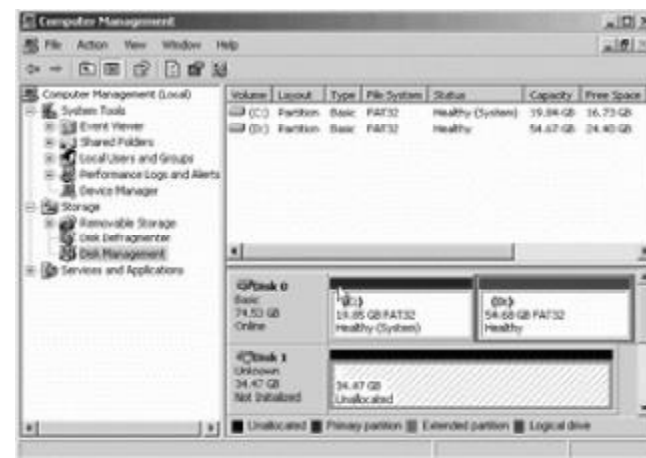 Computer Management
File Action View Window Help
Computer Management (Local)
System Tools
Event Viewer
Shared Folders
Local Users and Groups
Performance Logs and Alerts
Device Manager
Storage
Removable Storage
Disk Defragmenter
Disk Management
Services and Applications
Volume Layout Type File System Status Capacity Free Space
(C:) Partition Basic FAT32 Healthy (System) 19.84 GB 16.73 GB
(D:) Partition Basic FAT32 Healthy 54.67 GB 24.40 GB
Disk 0
Basic
74.53 GB
Online
(C:)
19.85 GB FAT32
Healthy (System)
(D:)
54.68 GB FAT32
Healthy
Disk 1
Unknown
34.47 GB
Not Initialized
34.47 GB
Unallocated
Unallocated Primary partition Extended partition Logical drive